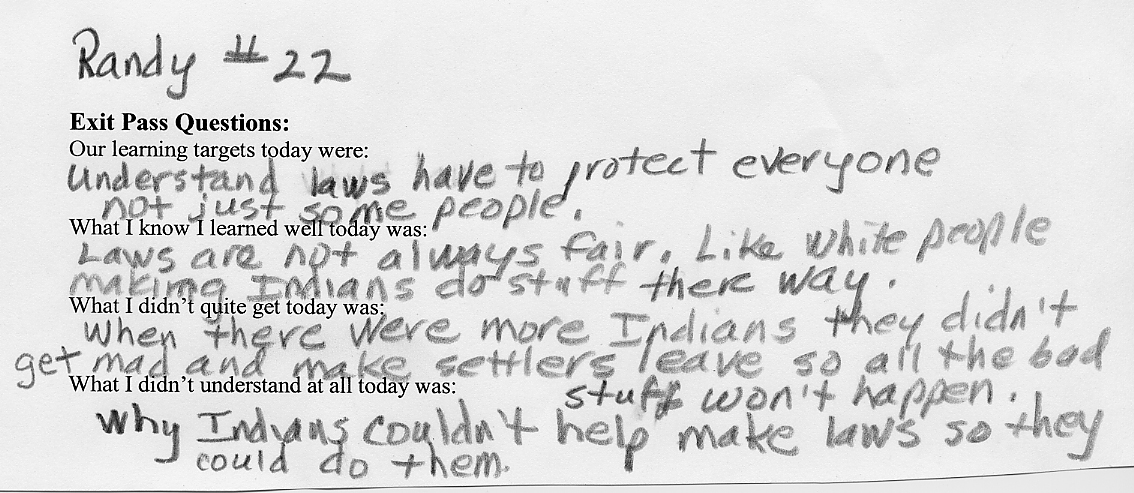 Randy #22
Exit Pass Questions:
Our learning targets today were:
Understand laws have to protect everyone
not just some people.
What I know I learned well today was:
Laws are not always fair. Like white people
making Indians do stuff there way.
What I didn't quite get today was:
When there were more Indians they didn't
get mad and make settlers leave so all the bad
stuff won't happen.
What I didn't understand at all today was:
Why Indians couldn't help make laws so they
could do them.